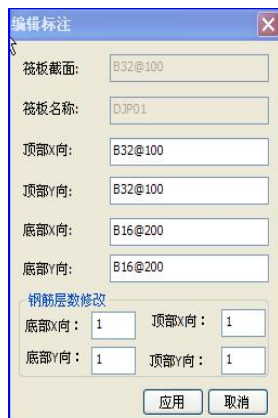 编辑标注
筏板截面: B32@100
筏板名称: DJP01
顶部X向: B32@100
顶部Y向: B32@100
底部X向: B16@200
底部Y向: B16@200
钢筋层数修改
底部X向: 1 顶部X向: 1
底部Y向: 1 顶部Y向: 1
应用 取消